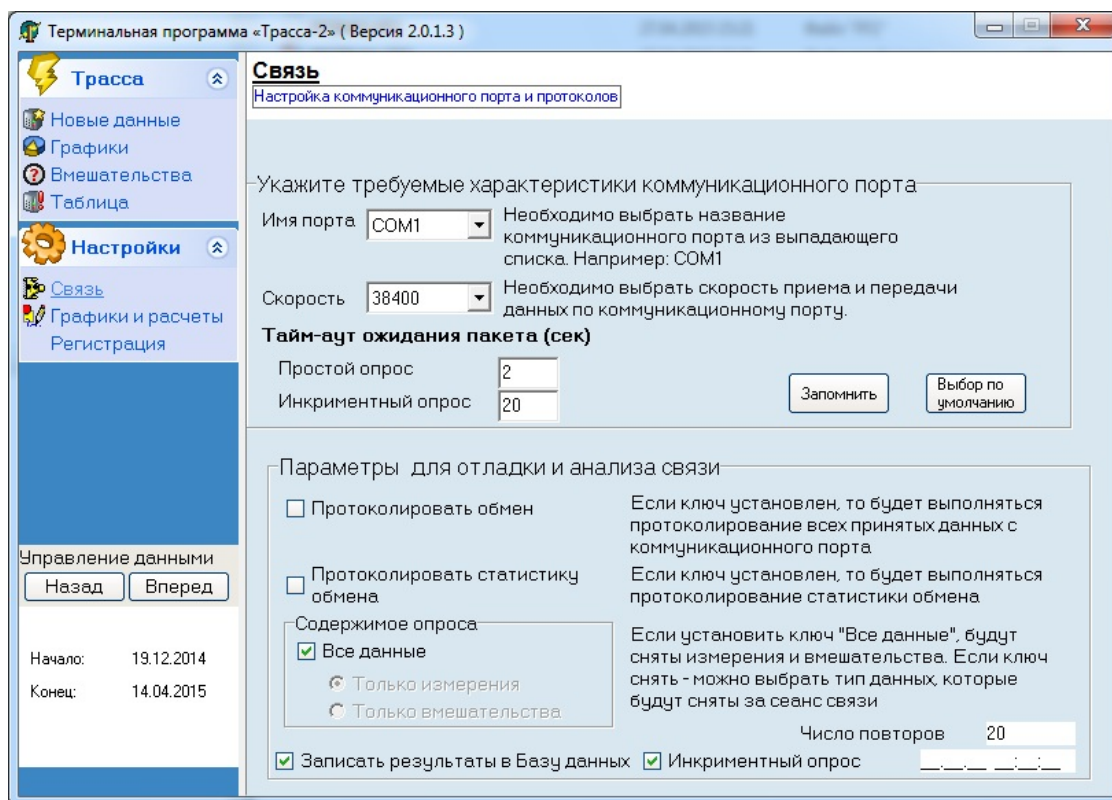 Терминальная программа «Трасса-2» ( Версия 2.0.1.3 )
Трасса
Новые данные
Графики
Вмешательства
Таблица
Настройки
Связь
Графики и расчеты
Регистрация
Управление данными
Назад Вперед
Начало: 19.12.2014
Конец: 14.04.2015
Связь
Настройка коммуникационного порта и протоколов
Укажите требуемые характеристики коммуникационного порта
Имя порта COM1
Необходимо выбрать название
коммуникационного порта из выпадающего
списка. Например: COM1
Скорость 38400
Необходимо выбрать скорость приема и передачи
данных по коммуникационному порту.
Тайм-аут ожидания пакета (сек)
Простой опрос 2
Инкриментный опрос 20
Запомнить
Выбор по
умолчанию
Параметры для отладки и анализа связи
Протоколировать обмен
Если ключ установлен, то будет выполняться
протоколирование всех принятых данных с
коммуникационного порта
Протоколировать статистику
обмена
Если ключ установлен, то будет выполняться
протоколирование статистики обмена
Содержимое опроса
Все данные
Только измерения
Только вмешательства
Если установить ключ "Все данные", будут
сняты измерения и вмешательства. Если ключ
снять - можно выбрать тип данных, которые
будут сняты за сеанс связи
Число повторов 20
Записать результаты в Базу данных Инкриментный опрос __.__.__ __:__:__